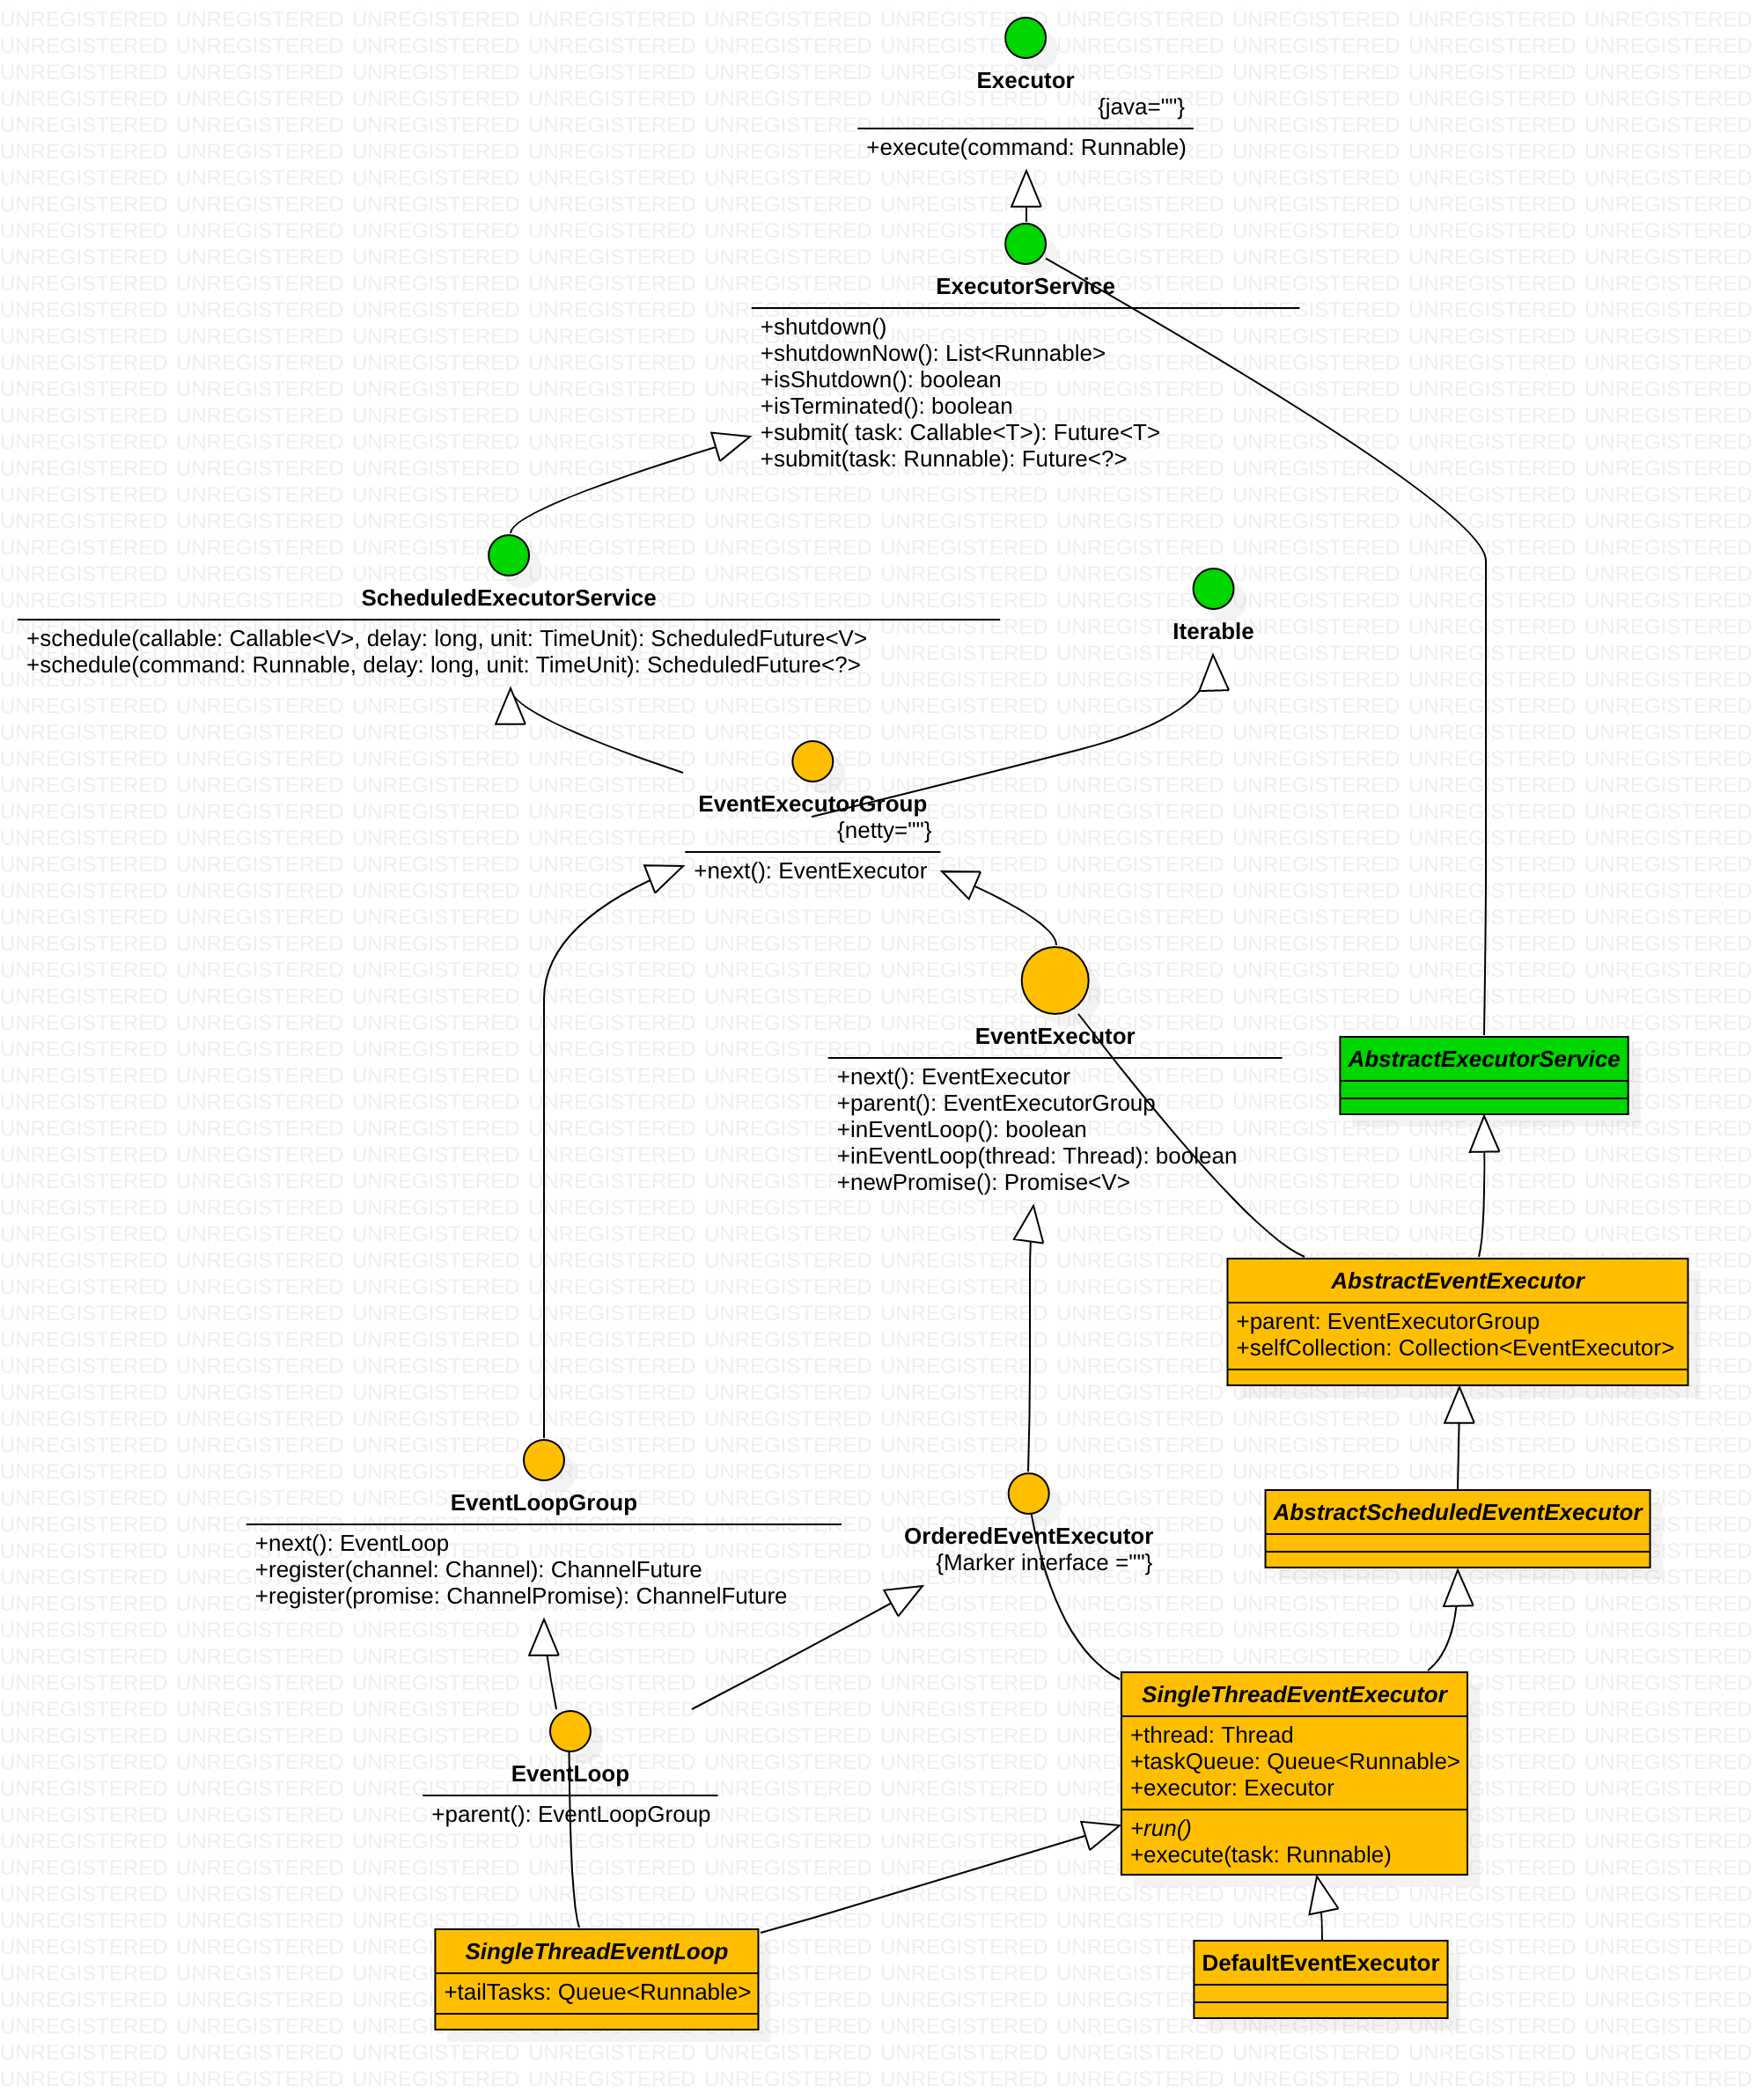 Executor
{java=""}
+execute(command: Runnable)
ExecutorService
+shutdown()
+shutdownNow(): List<Runnable>
+isShutdown(): boolean
+isTerminated(): boolean
+submit( task: Callable<T>): Future<T>
+submit(task: Runnable): Future<?>
ScheduledExecutorService
+schedule(callable: Callable<V>, delay: long, unit: TimeUnit): ScheduledFuture<V>
+schedule(command: Runnable, delay: long, unit: TimeUnit): ScheduledFuture<?>
Iterable
EventExecutorGroup
{netty=""}
+next(): EventExecutor
EventExecutor
+next(): EventExecutor
+parent(): EventExecutorGroup
+inEventLoop(): boolean
+inEventLoop(thread: Thread): boolean
+newPromise(): Promise<V>
AbstractExecutorService
AbstractEventExecutor
+parent: EventExecutorGroup
+selfCollection: Collection<EventExecutor>
EventLoopGroup
+next(): EventLoop
+register(channel: Channel): ChannelFuture
+register(promise: ChannelPromise): ChannelFuture
OrderedEventExecutor
{Marker interface =""}
AbstractScheduledEventExecutor
SingleThreadEventExecutor
+thread: Thread
+taskQueue: Queue<Runnable>
+executor: Executor
+run()
+execute(task: Runnable)
EventLoop
+parent(): EventLoopGroup
SingleThreadEventLoop
+tailTasks: Queue<Runnable>
DefaultEventExecutor